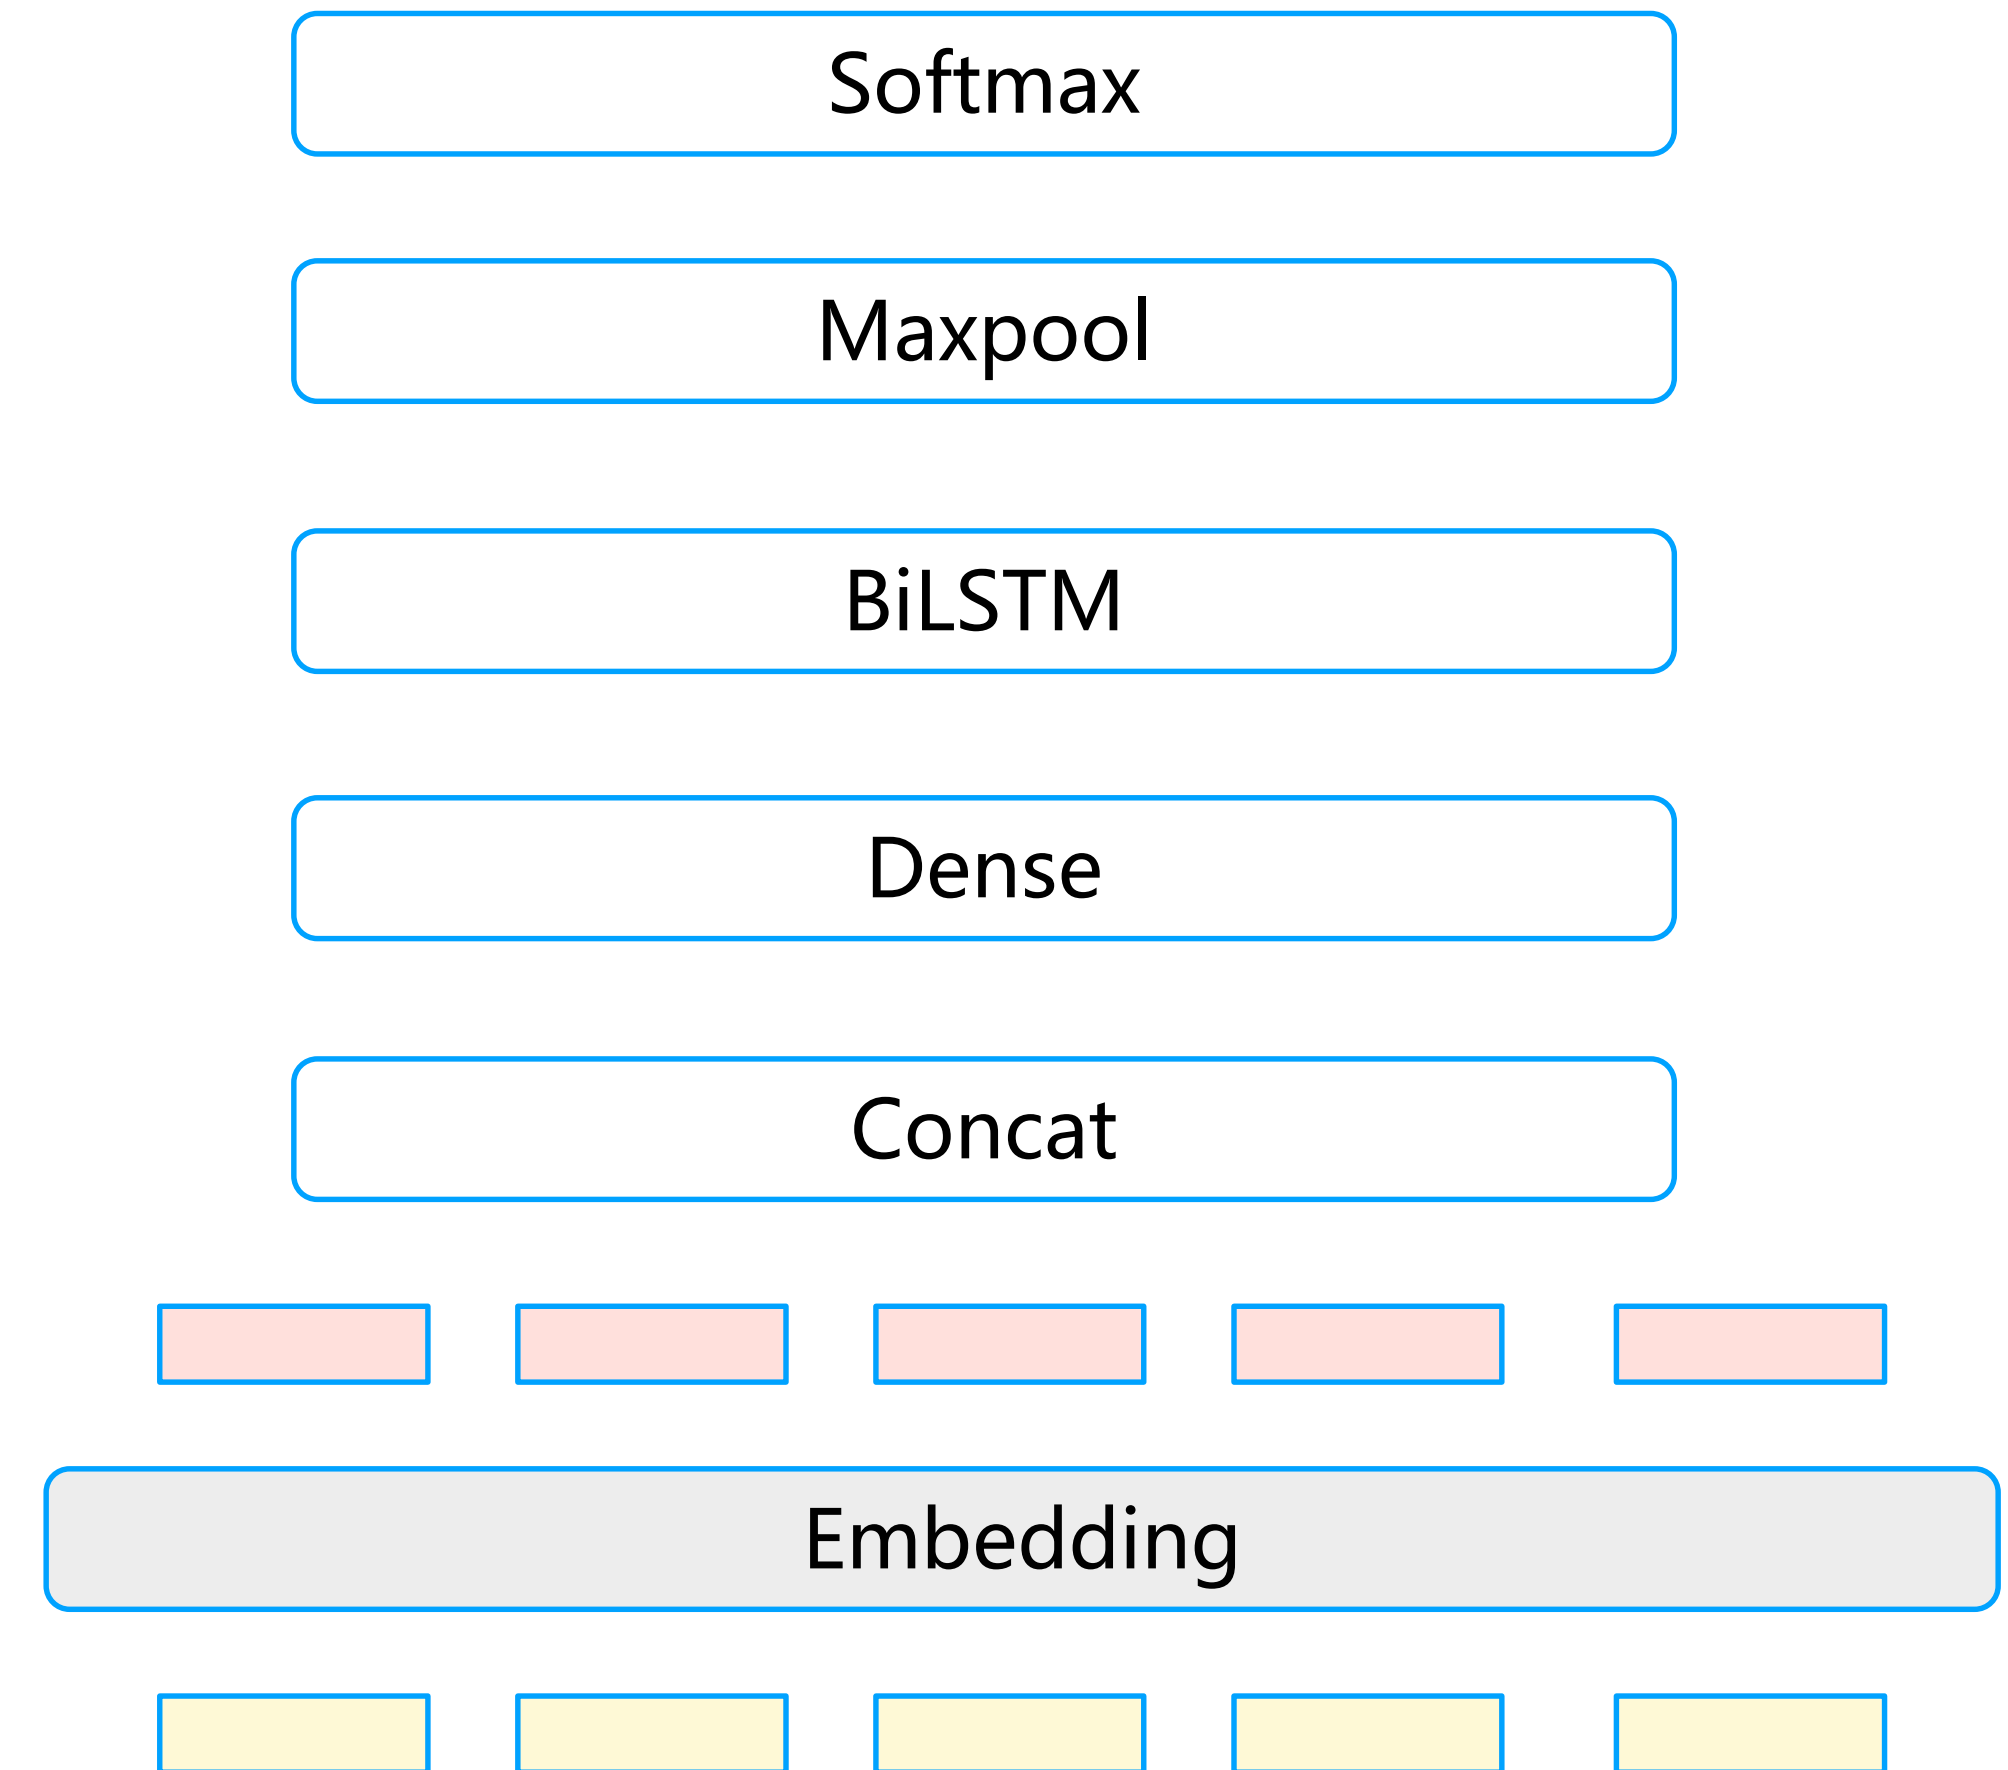 Softmax
Maxpool
BiLSTM
Dense
Concat
Embedding